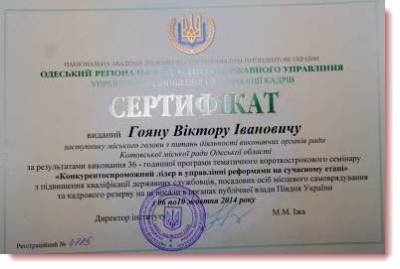 НАЦІОНАЛЬНА АКАДЕМІЯ ДЕРЖАВНОГО УПРАВЛІННЯ ПРИ ПРЕЗИДЕНТОВІ УКРАЇНИ
ОДЕСЬКИЙ РЕГІОНАЛЬНИЙ ДЕРЖАВНОГО УПРАВЛІННЯ
КАДРІВ
СЕРТИФІКАТ
виданий Гояну Віктору Івановичу
заступнику міського голови з питань діяльності виконавчих органів ради
Котовської міської ради Одеської області
за результатами виконання 36 - годинної програми тематичного короткострокового семінару
«Конкурентоспроможний лідер в управлінні реформами на сучасному етапі»
з підвищення кваліфікації державних службовців, посадових осіб місцевого самоврядування
та кадрового резерву на ці посади в органах публічної влади Півдня України
з 06 по 10 жовтня 2014 року
Директор інституту М.М. Їжа
Реєстраційний № 4785